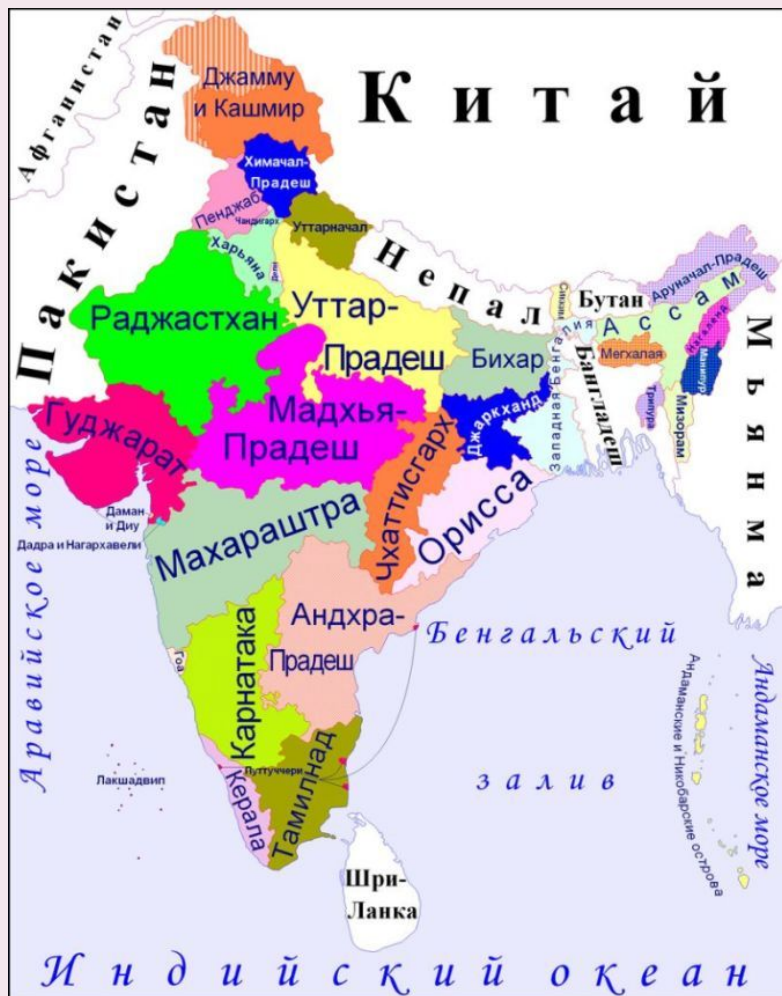 Афганистан
Пакистан
Китай
Джамму
и Кашмир
Химачал-
Прадеш
Пенджаб
Чандигарх
Уттарначал
Харьяна
Дели
Непал
Раджастхан
Уттар-
Прадеш
Сикким
Бутан
Аруначал-Прадеш
Ассам
Нагаленд
Мегхалая
Манипур
Бихар
Западная-Бенгалия
Бангладеш
Трипура
Мизорам
Мьянма
Гуджарат
Мадхья-
Прадеш
Джаркханд
Чхаттисгарх
Орисса
Даман
и Диу
Дадра и Нагархавели
Махараштра
Аравийское море
Андхра-
Прадеш
Бенгальский
залив
Гоа
Карнатака
Андаманские и Никобарские острова
Андаманское море
Лакшадвип
Путтуччери
Керала
Тамилнад
Шри-
Ланка
Индийский океан